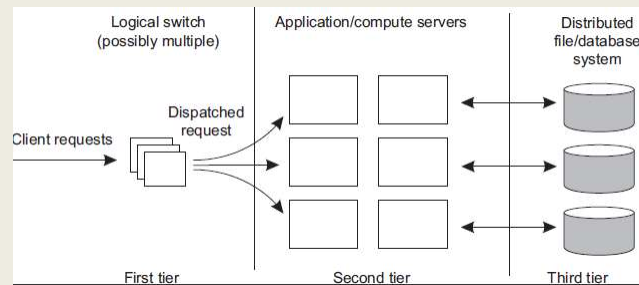 Logical switch
(possibly multiple)
Application/compute servers
Distributed
file/database
system
Dispatched
request
Client requests
First tier
Second tier
Third tier